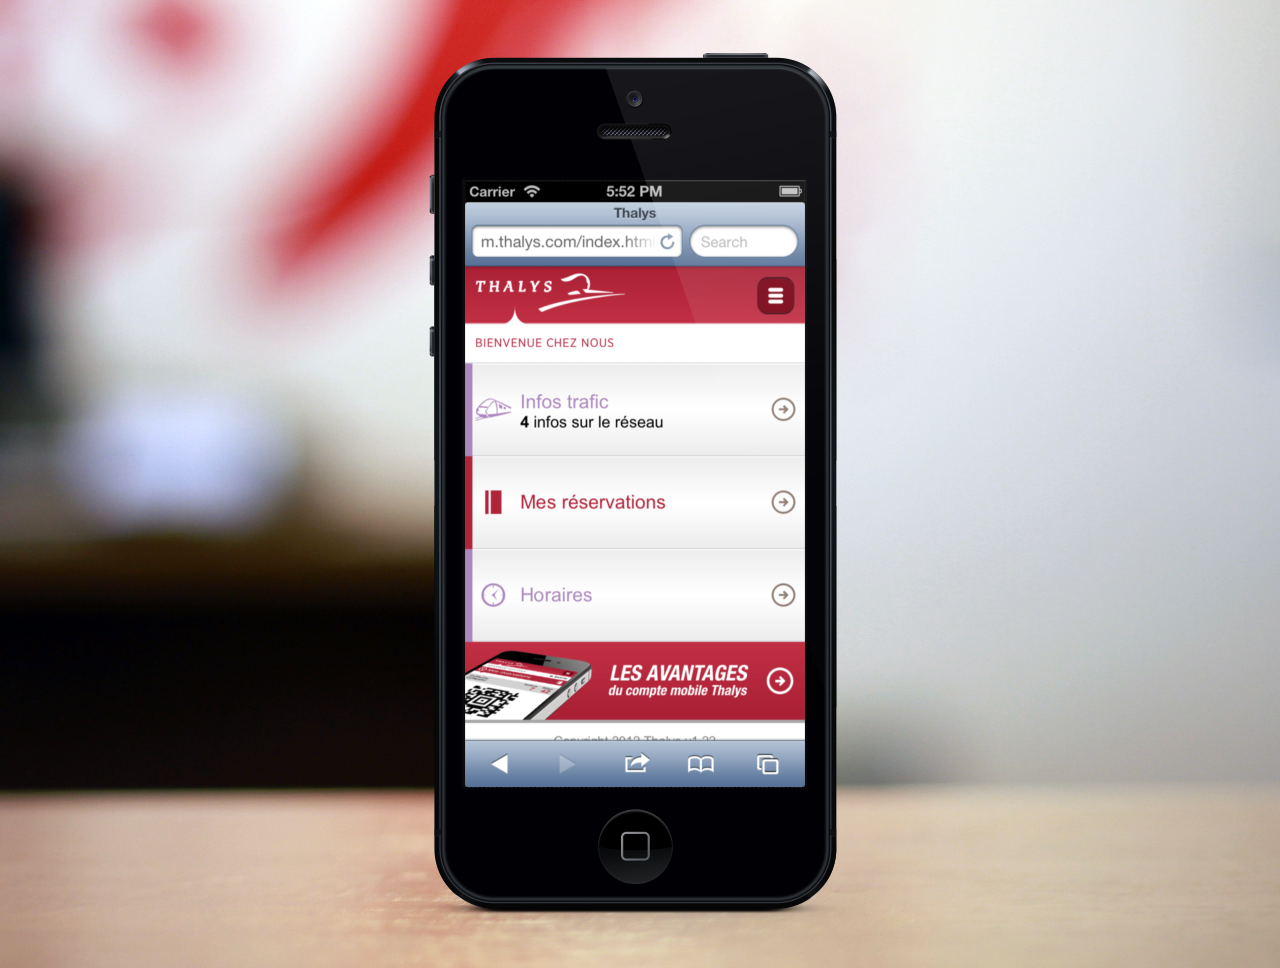 Carrier 5:52 PM
Thalys
m.thalys.com/index.htm
Search
THALYS
BIENVENUE CHEZ NOUS
Infos trafic
4 infos sur le réseau
Mes réservations
Horaires
LES AVANTAGES
du compte mobile Thalys
Thalys